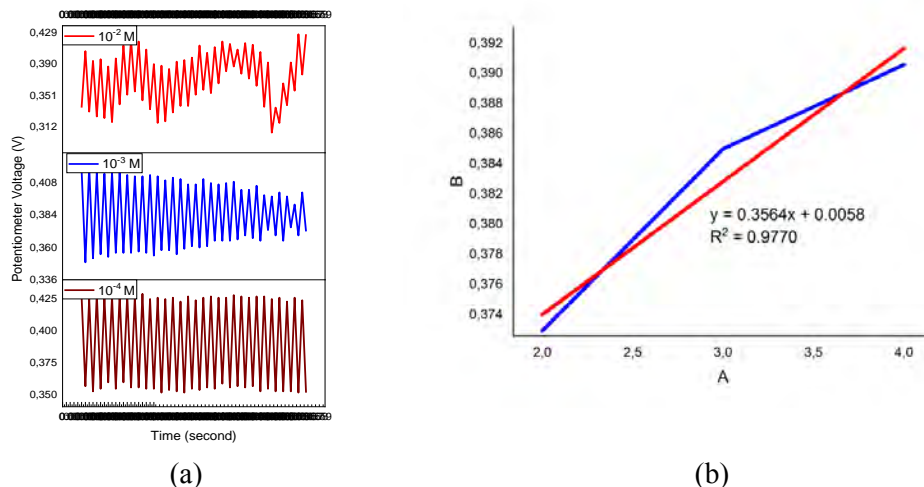 0,429
0,390
0,351
0,312
10⁻² M
0,408
0,384
0,360
0,336
10⁻³ M
0,425
0,400
0,375
0,350
10⁻⁴ M
Potentiometer Voltage (V)
Time (second)
(a)
0,392
0,390
0,388
0,386
0,384
0,382
0,380
0,378
0,376
0,374
B
y = 0.3564x + 0.0058
R² = 0.9770
2,0
2,5
3,0
3,5
4,0
A
(b)